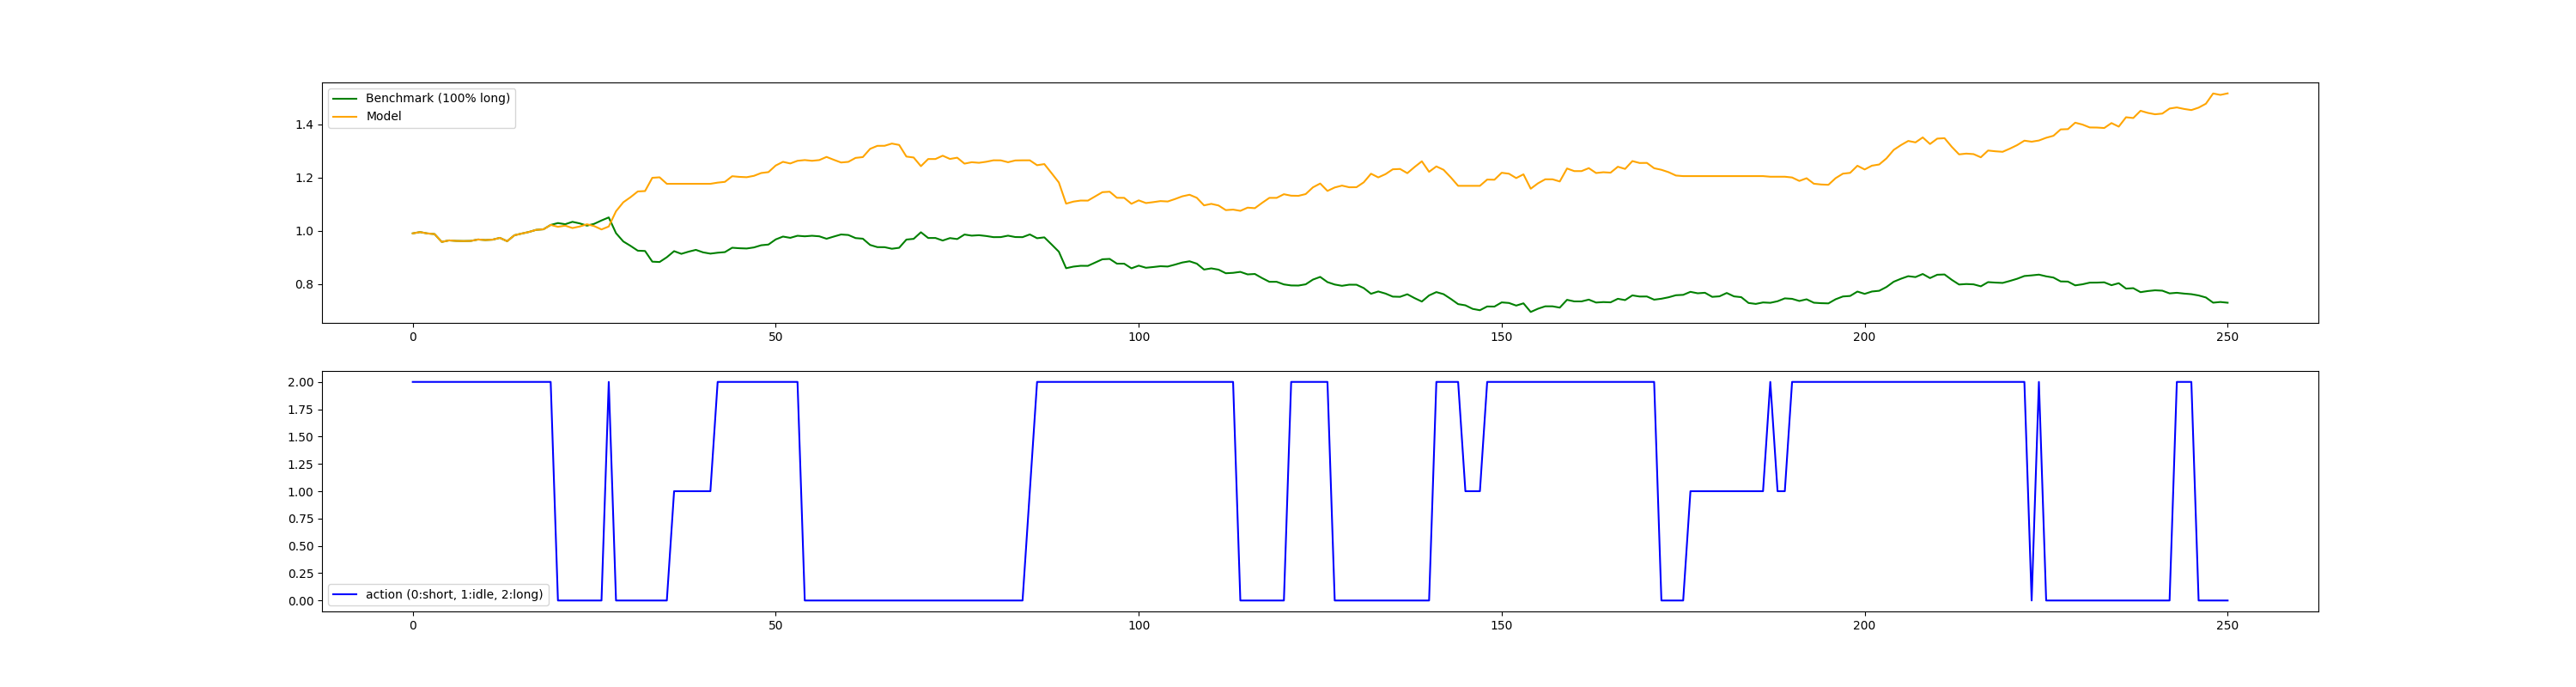 Benchmark (100% long)
Model
1.4
1.2
1.0
0.8
0 50 100 150 200 250
2.00
1.75
1.50
1.25
1.00
0.75
0.50
0.25
0.00
action (0:short, 1:idle, 2:long)
0 50 100 150 200 250